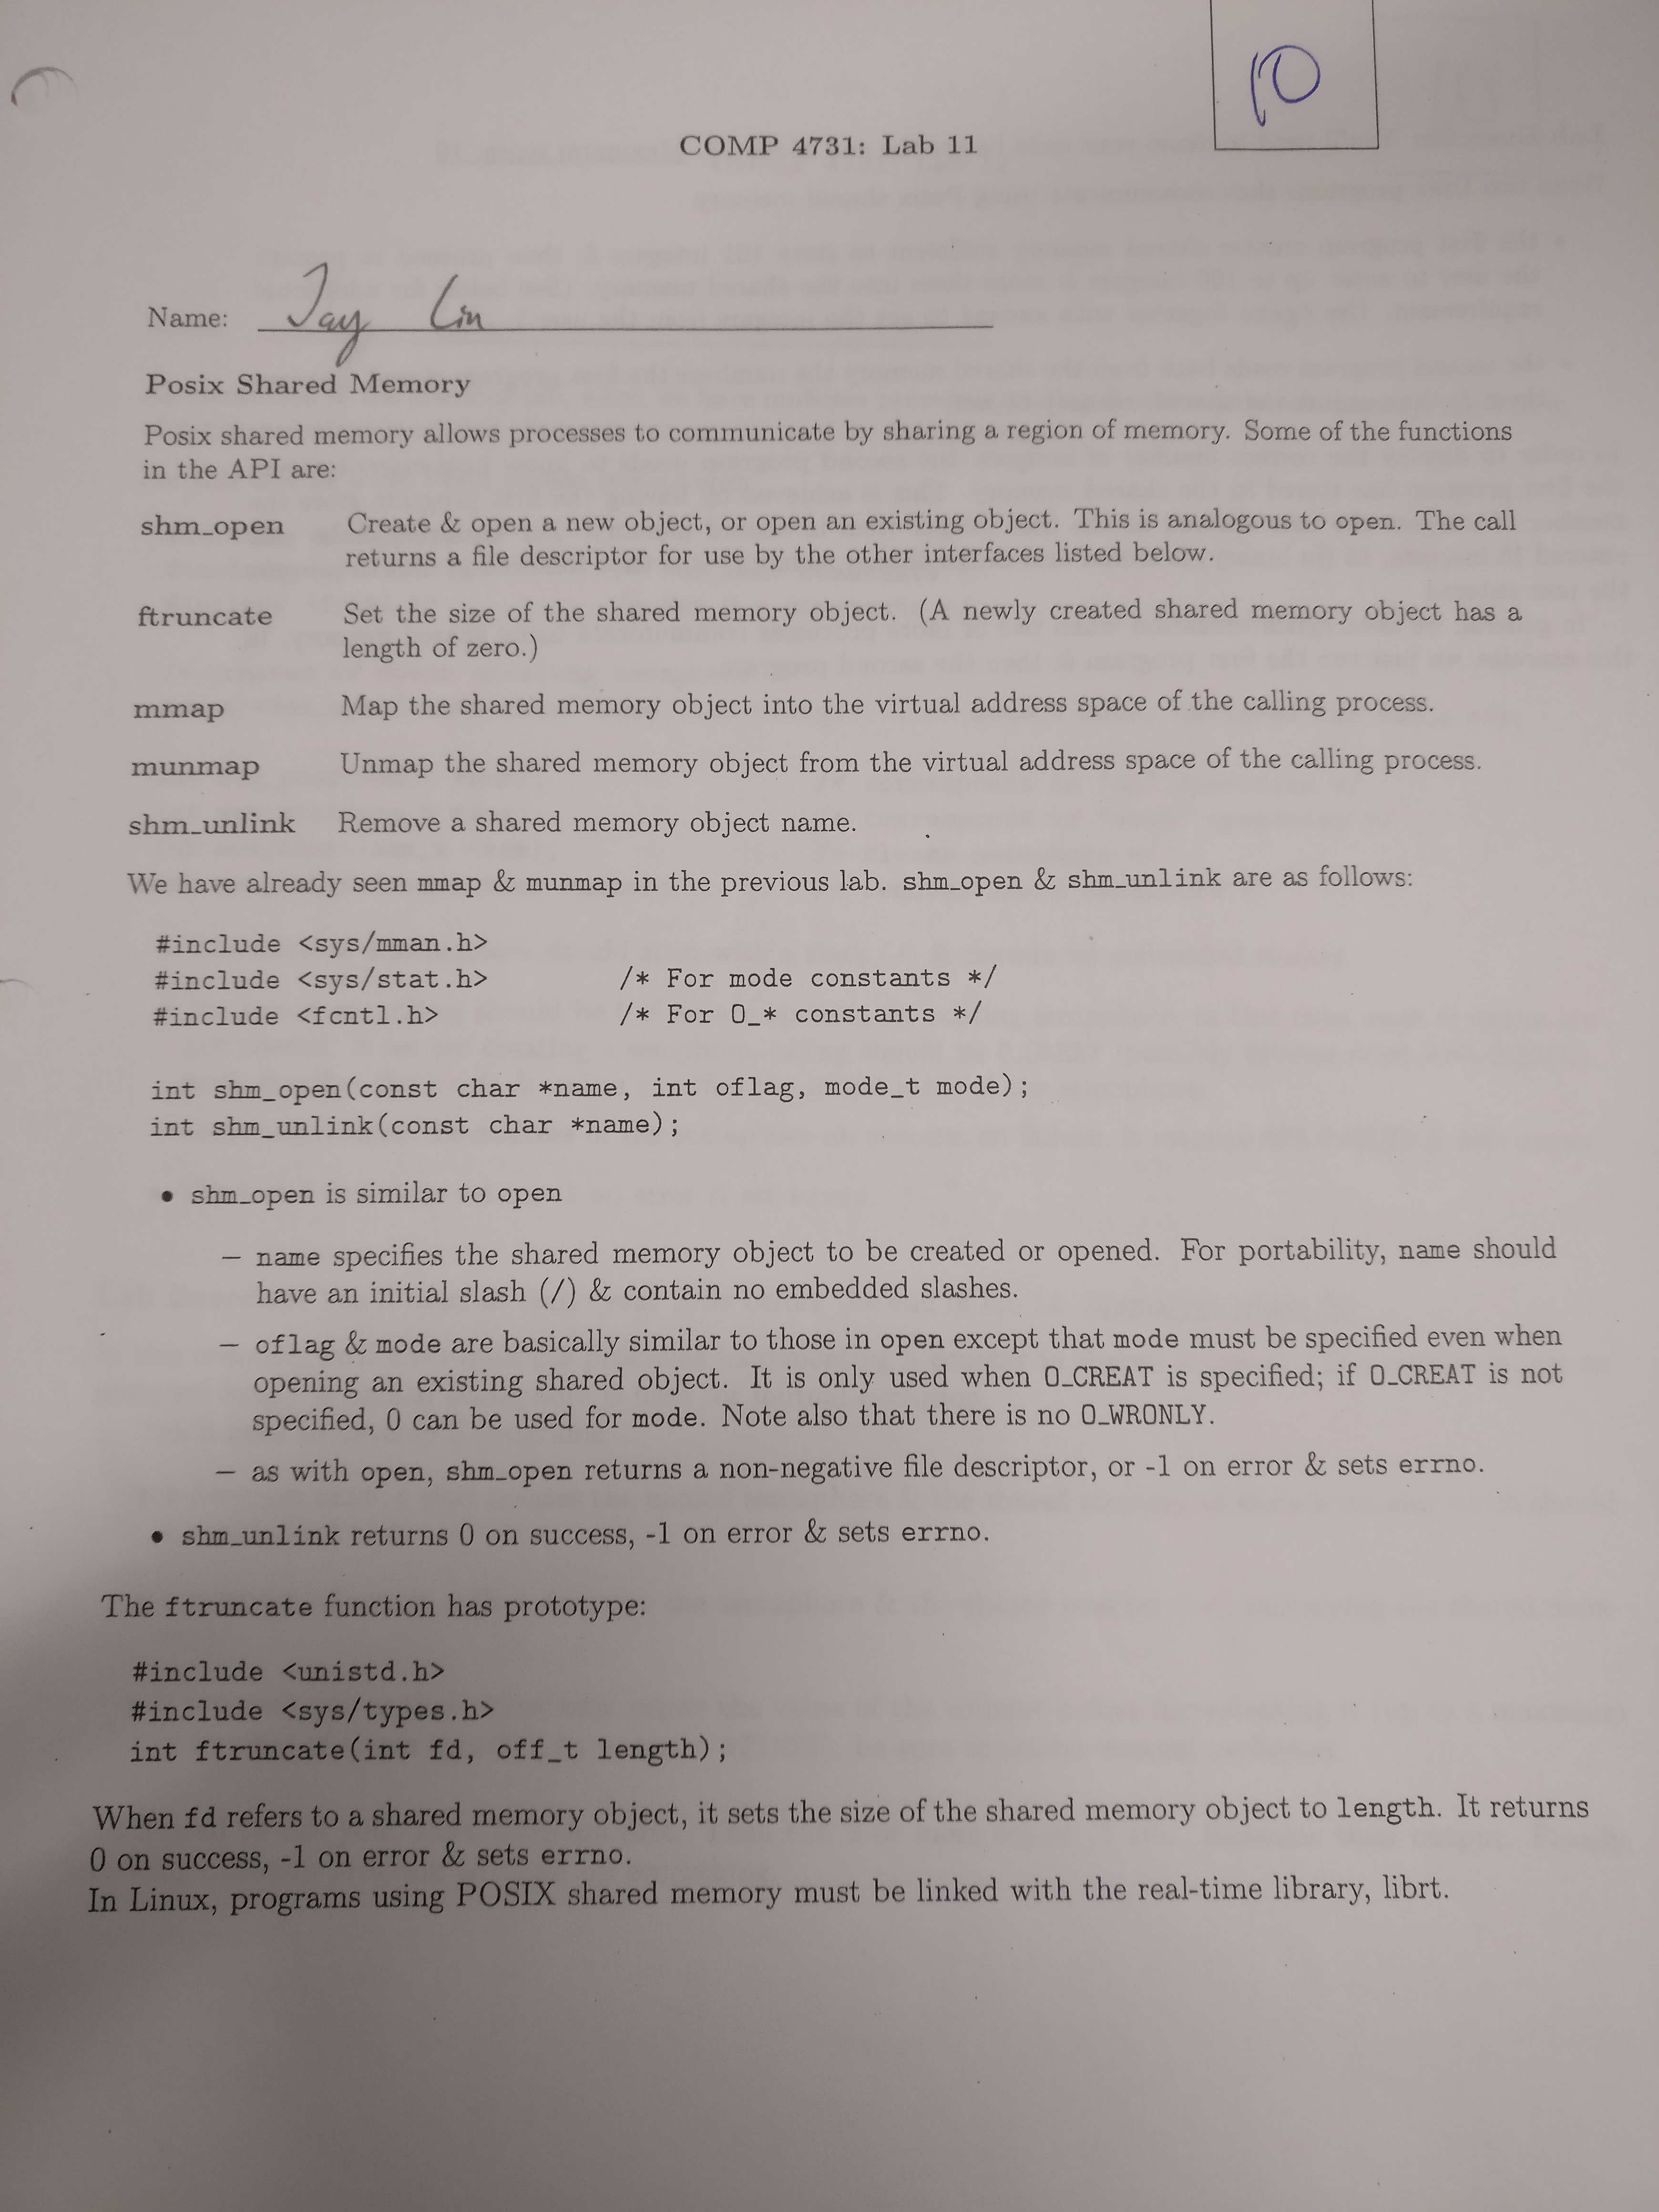 10
COMP 4731: Lab 11
Name: Jay Lin
Posix Shared Memory
Posix shared memory allows processes to communicate by sharing a region of memory. Some of the functions
in the API are:
shm_open Create & open a new object, or open an existing object. This is analogous to open. The call
returns a file descriptor for use by the other interfaces listed below.
ftruncate Set the size of the shared memory object. (A newly created shared memory object has a
length of zero.)
mmap Map the shared memory object into the virtual address space of the calling process.
munmap Unmap the shared memory object from the virtual address space of the calling process.
shm_unlink Remove a shared memory object name.
We have already seen mmap & munmap in the previous lab. shm_open & shm_unlink are as follows:
#include <sys/mman.h>
#include <sys/stat.h> /* For mode constants */
#include <fcntl.h> /* For O_* constants */
int shm_open(const char *name, int oflag, mode_t mode);
int shm_unlink(const char *name);
• shm_open is similar to open
– name specifies the shared memory object to be created or opened. For portability, name should
have an initial slash (/) & contain no embedded slashes.
– oflag & mode are basically similar to those in open except that mode must be specified even when
opening an existing shared object. It is only used when O_CREAT is specified; if O_CREAT is not
specified, 0 can be used for mode. Note also that there is no O_WRONLY.
– as with open, shm_open returns a non-negative file descriptor, or -1 on error & sets errno.
• shm_unlink returns 0 on success, -1 on error & sets errno.
The ftruncate function has prototype:
#include <unistd.h>
#include <sys/types.h>
int ftruncate(int fd, off_t length);
When fd refers to a shared memory object, it sets the size of the shared memory object to length. It returns
0 on success, -1 on error & sets errno.
In Linux, programs using POSIX shared memory must be linked with the real-time library, librt.